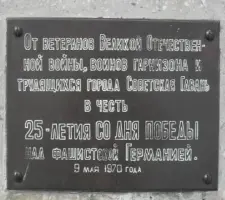 От ветеранов Великой Отечествен-
ной войны, воинов гарнизона и
трудящихся города Советская Гавань
в честь
25-летия со дня победы
над фашистской Германией.
9 мая 1970 года